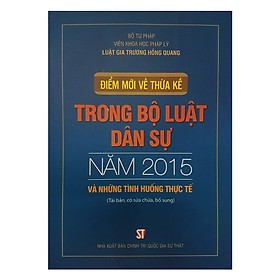 BỘ TƯ PHÁP
VIỆN KHOA HỌC PHÁP LÝ
LUẬT GIA TRƯƠNG HỒNG QUANG
ĐIỂM MỚI VỀ THỪA KẾ
TRONG BỘ LUẬT
DÂN SỰ
NĂM 2015
VÀ NHỮNG TÌNH HUỐNG THỰC TẾ
(Tái bản, có sửa chữa, bổ sung)
ST
NHÀ XUẤT BẢN CHÍNH TRỊ QUỐC GIA SỰ THẬT